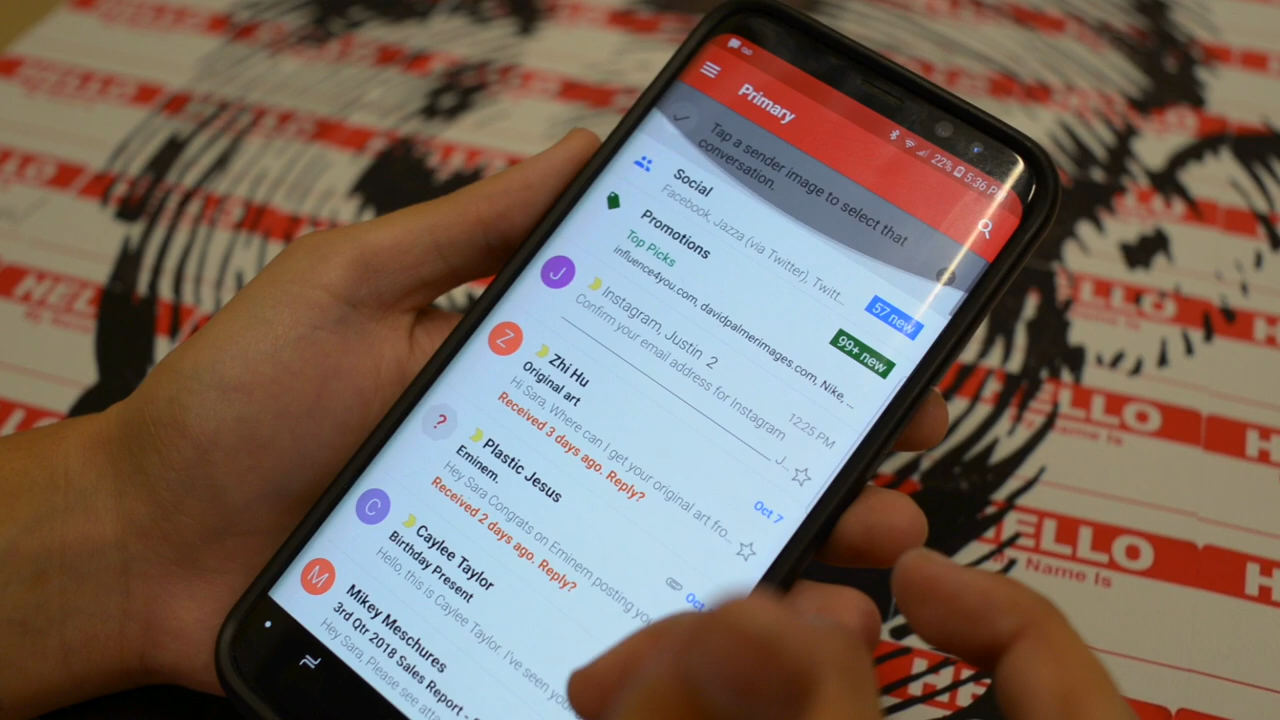 Primary
22% 5:36 P
Tap a sender image to select that
conversation.
Social
57 new
Facebook, Jazza (via Twitter), Twitt...
Promotions
99+ new
Top Picks
influence4you.com, davidpalmerimages.com, Nike, ...
J
Instagram, Justin 2
12:25 PM
Confirm your email address for Instagram
J...
Z
Zhi Hu
Oct 7
Original art
Hi Sara, Where can I get your original art fro...
Received 3 days ago. Reply?
?
Plastic Jesus
Oct
Eminem.
Hey Sara Congrats on Eminem posting you
Received 2 days ago. Reply?
C
Caylee Taylor
Birthday Present
Hello, this is Caylee Taylor. I've seen you
M
Mikey Meschures
3rd Qtr 2018 Sales Report -
Hey Sara, Please see atta
HELLO
HELLO
HELLO
My Name Is
HELLO
My Name Is
HEL